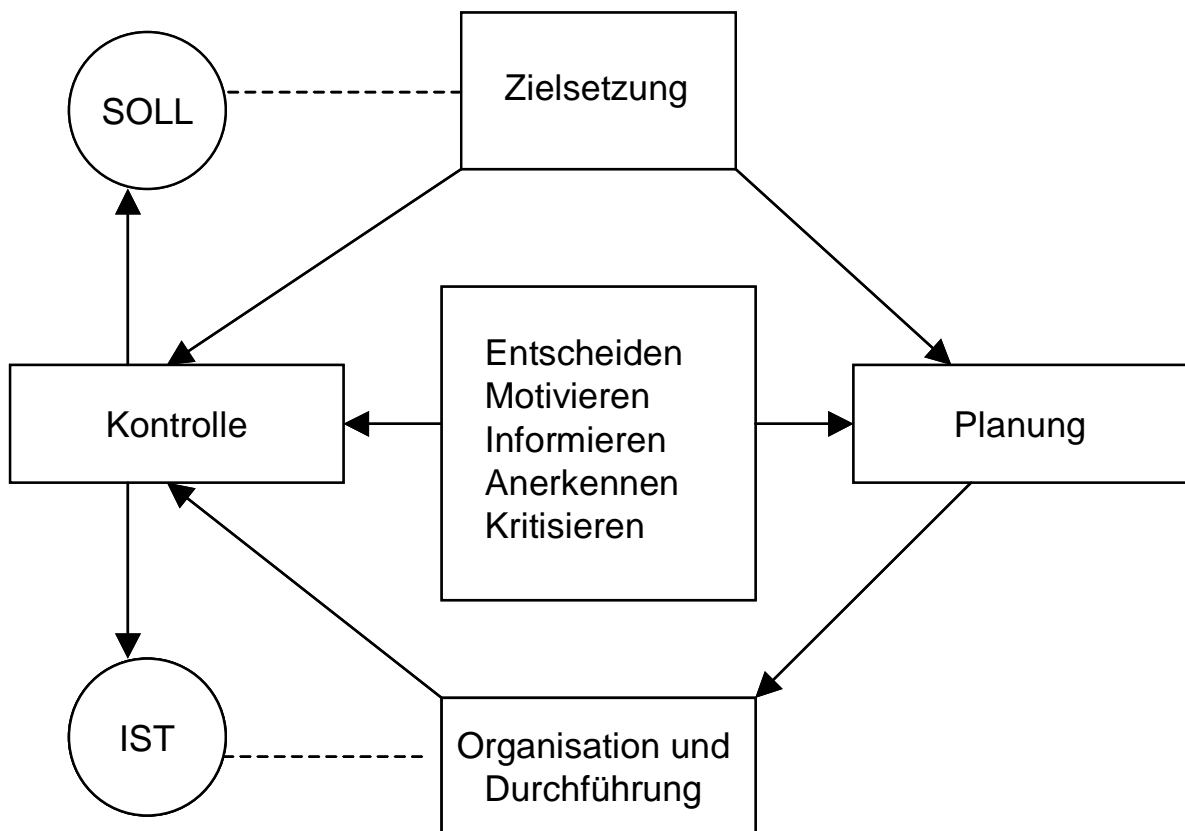 SOLL
Zielsetzung
Entscheiden
Motivieren
Informieren
Anerkennen
Kritisieren
Kontrolle
Planung
IST
Organisation und
Durchführung